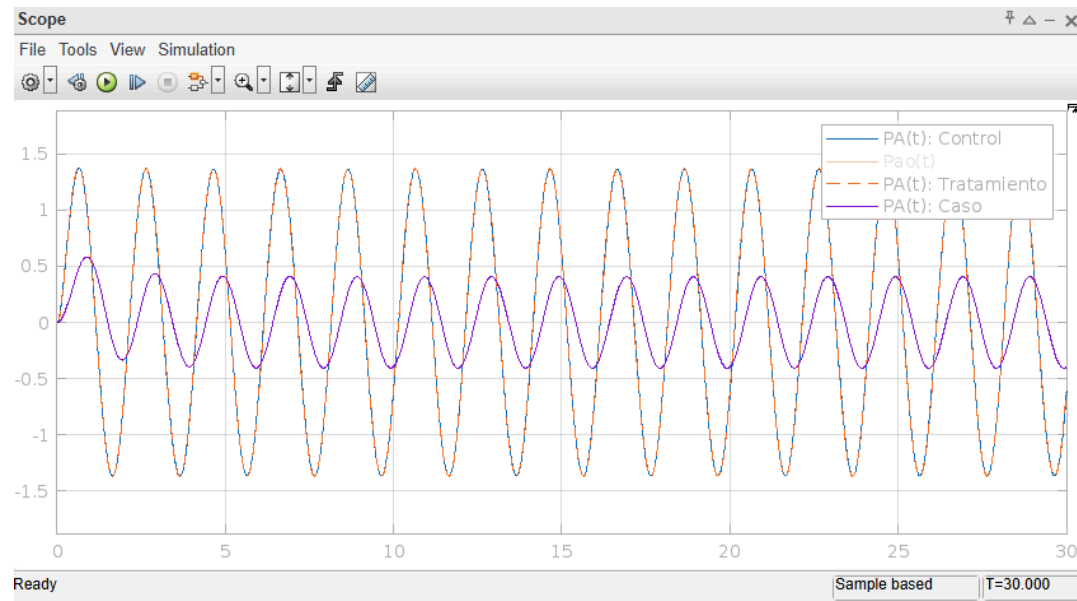 Scope
File Tools View Simulation
PA(t): Control
Pao(t)
PA(t): Tratamiento
PA(t): Caso
1.5
1
0.5
0
-0.5
-1
-1.5
0 5 10 15 20 25 30
Ready Sample based T=30.000